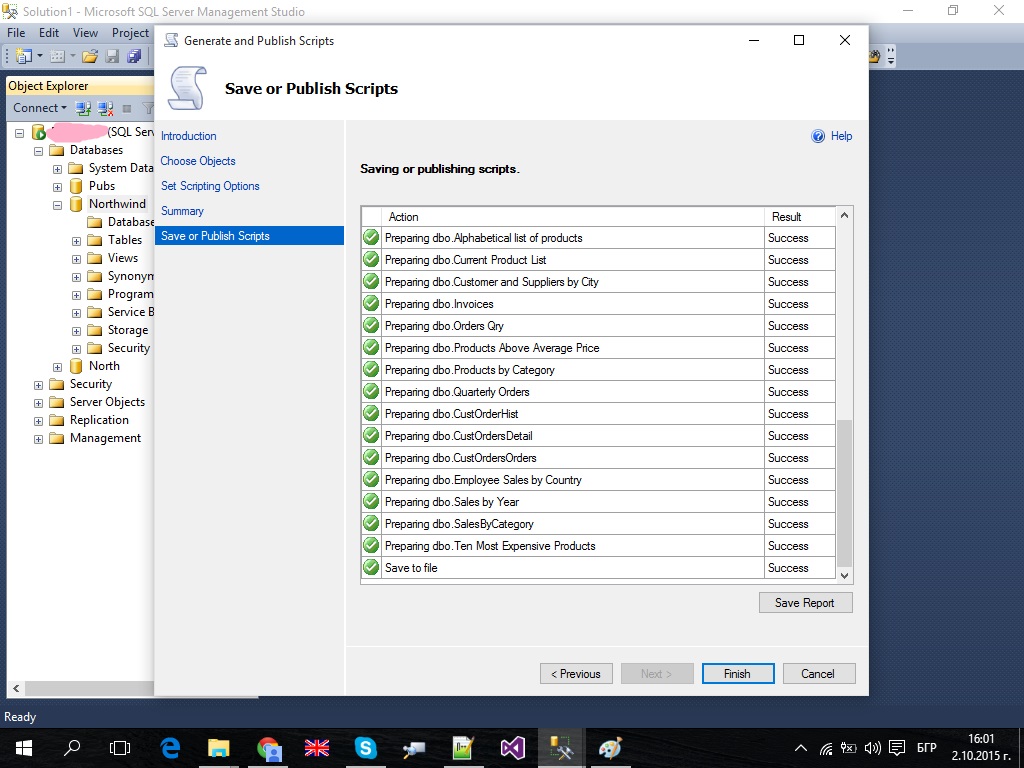 Solution1 - Microsoft SQL Server Management Studio
File Edit View Project
Object Explorer
Connect
(SQL Serv
Databases
System Data
Pubs
Northwind
Database
Tables
Views
Synonym
Program
Service B
Storage
Security
North
Security
Server Objects
Replication
Management
Generate and Publish Scripts
Save or Publish Scripts
Introduction
Choose Objects
Set Scripting Options
Summary
Save or Publish Scripts
Help
Saving or publishing scripts.
Action Result
Preparing dbo.Alphabetical list of products Success
Preparing dbo.Current Product List Success
Preparing dbo.Customer and Suppliers by City Success
Preparing dbo.Invoices Success
Preparing dbo.Orders Qry Success
Preparing dbo.Products Above Average Price Success
Preparing dbo.Products by Category Success
Preparing dbo.Quarterly Orders Success
Preparing dbo.CustOrderHist Success
Preparing dbo.CustOrdersDetail Success
Preparing dbo.CustOrdersOrders Success
Preparing dbo.Employee Sales by Country Success
Preparing dbo.Sales by Year Success
Preparing dbo.SalesByCategory Success
Preparing dbo.Ten Most Expensive Products Success
Save to file Success
Save Report
< Previous Next > Finish Cancel
Ready
БГР
16:01
2.10.2015 г.